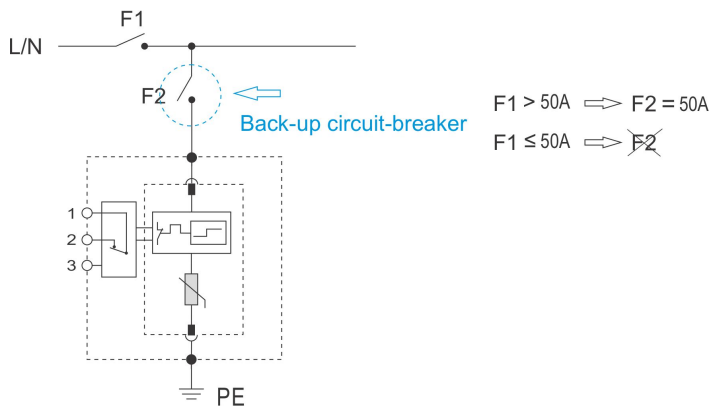 F1
L/N
F2
Back-up circuit-breaker
F1 > 50A ⇨ F2 = 50A
F1 ≤ 50A ⇨ F2
1
2
3
PE